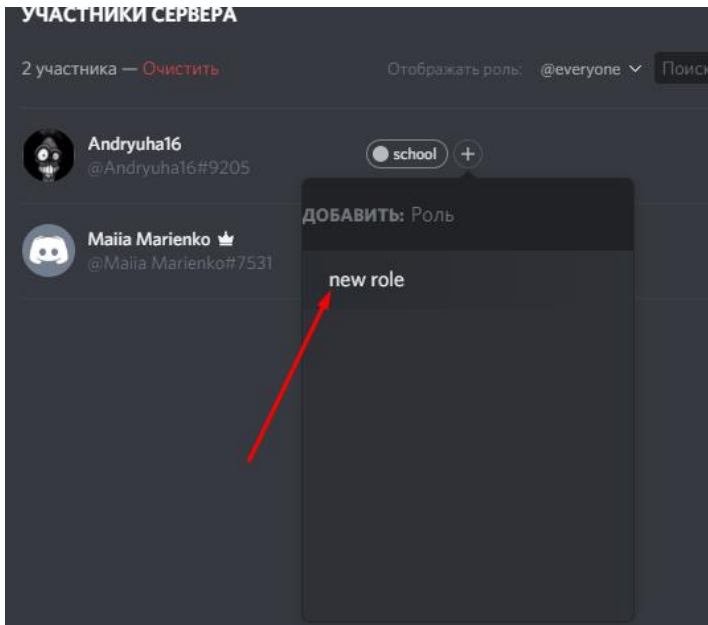 УЧАСТНИКИ СЕРВЕРА
2 участника — Очистить Отображать роль: @everyone Поиск
Andryuha16
@Andryuha16#9205
school +
ДОБАВИТЬ: Роль
new role
Maiia Marienko
@Maiia Marienko#7531